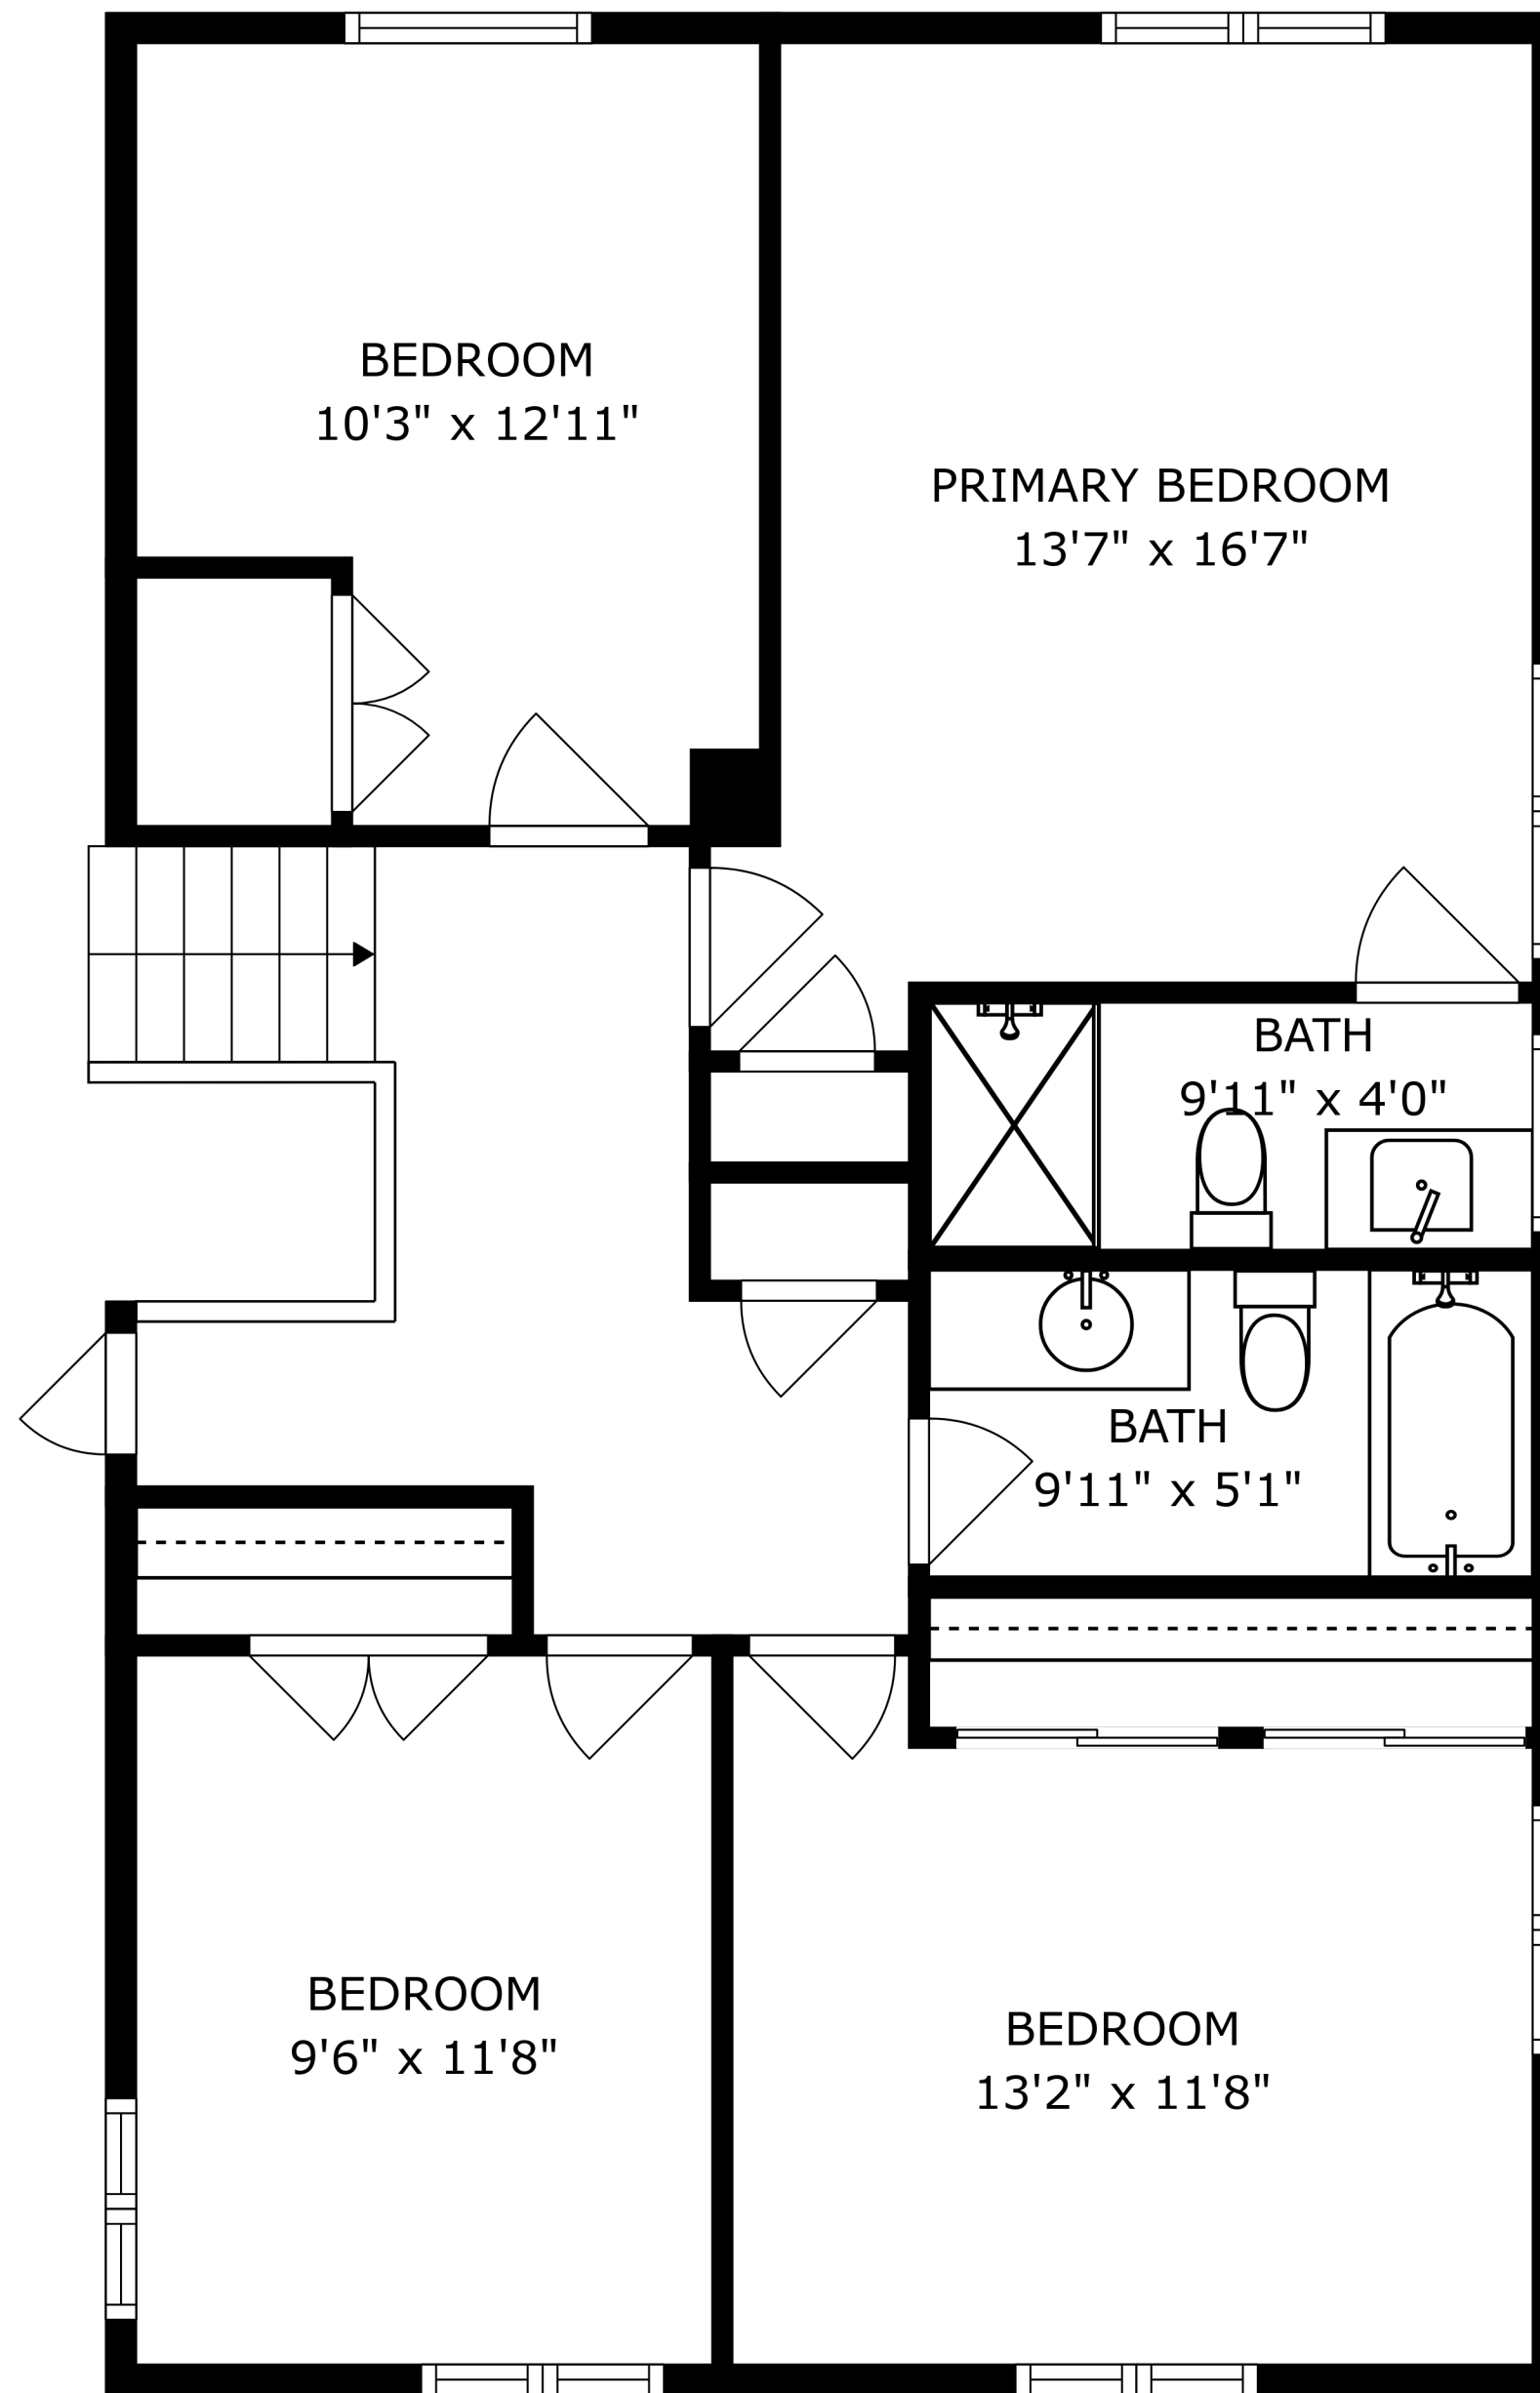 BEDROOM
10'3" x 12'11"
PRIMARY BEDROOM
13'7" x 16'7"
BATH
9'11" x 4'0"
BATH
9'11" x 5'1"
BEDROOM
9'6" x 11'8"
BEDROOM
13'2" x 11'8"